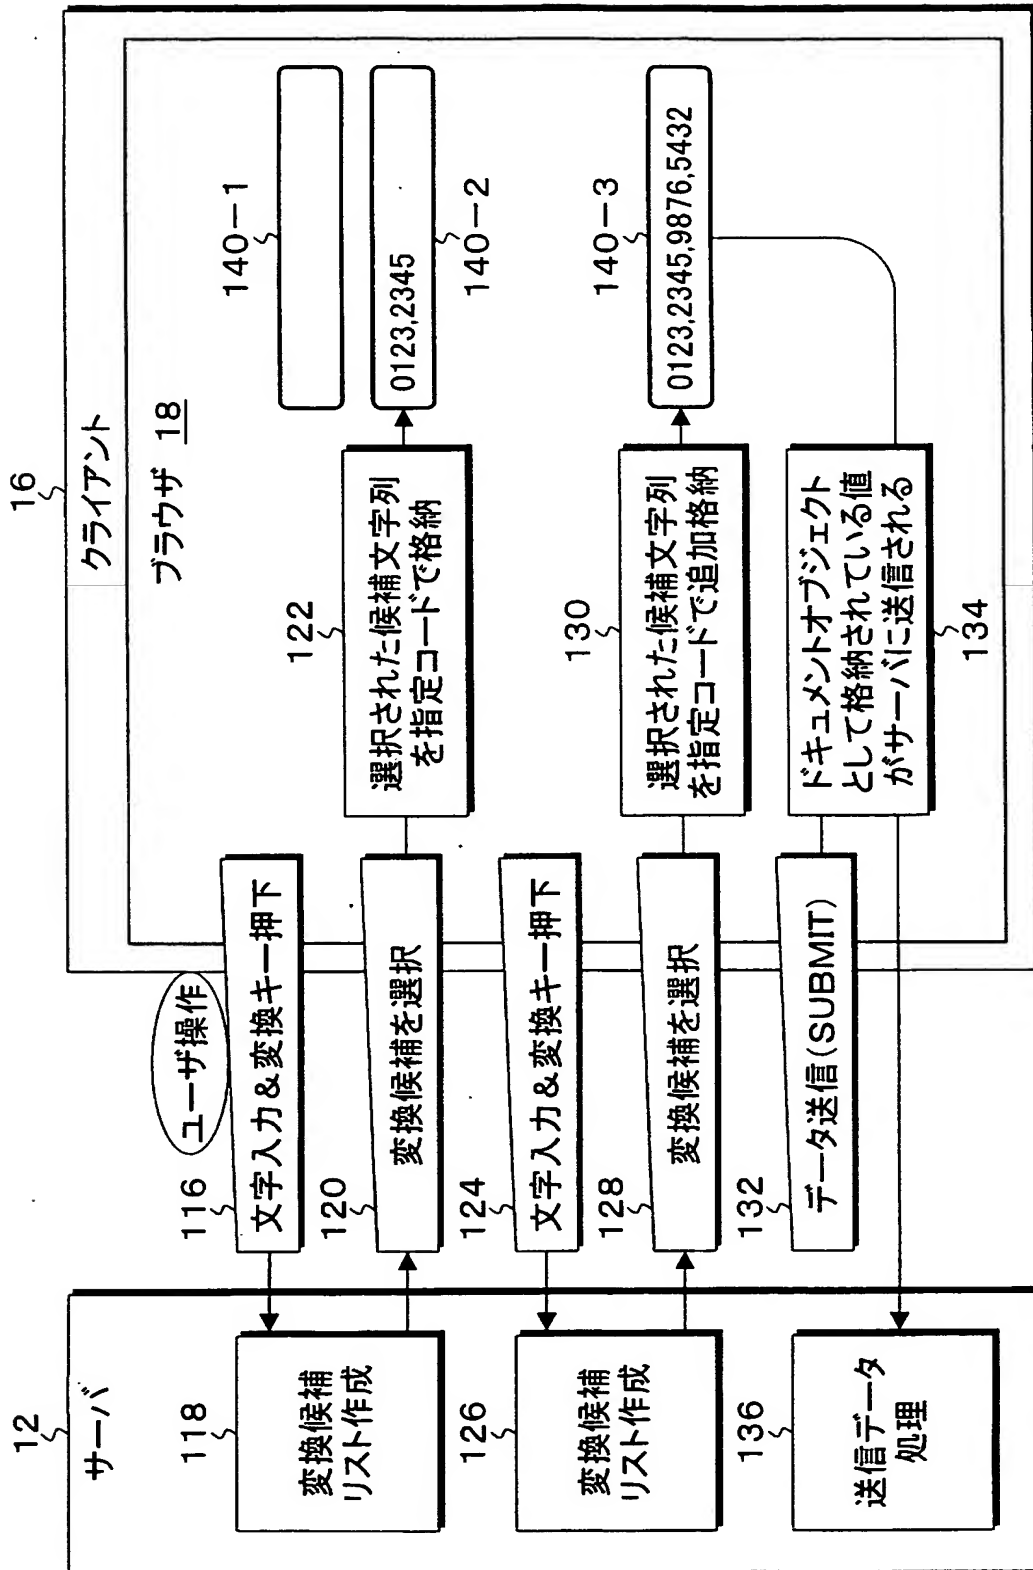 12
サーバ
118
変換候補
リスト作成
126
変換候補
リスト作成
136
送信データ
処理
ユーザ操作
116
文字入力&変換キー押下
120
変換候補を選択
124
文字入力&変換キー押下
128
変換候補を選択
132
データ送信(SUBMIT)
16
クライアント
ブラウザ 18
122
選択された候補文字列
を指定コードで格納
130
選択された候補文字列
を指定コードで追加格納
ドキュメントオブジェクト
として格納されている値
がサーバに送信される
134
140-1
0123,2345
140-2
140-3
0123,2345,9876,5432